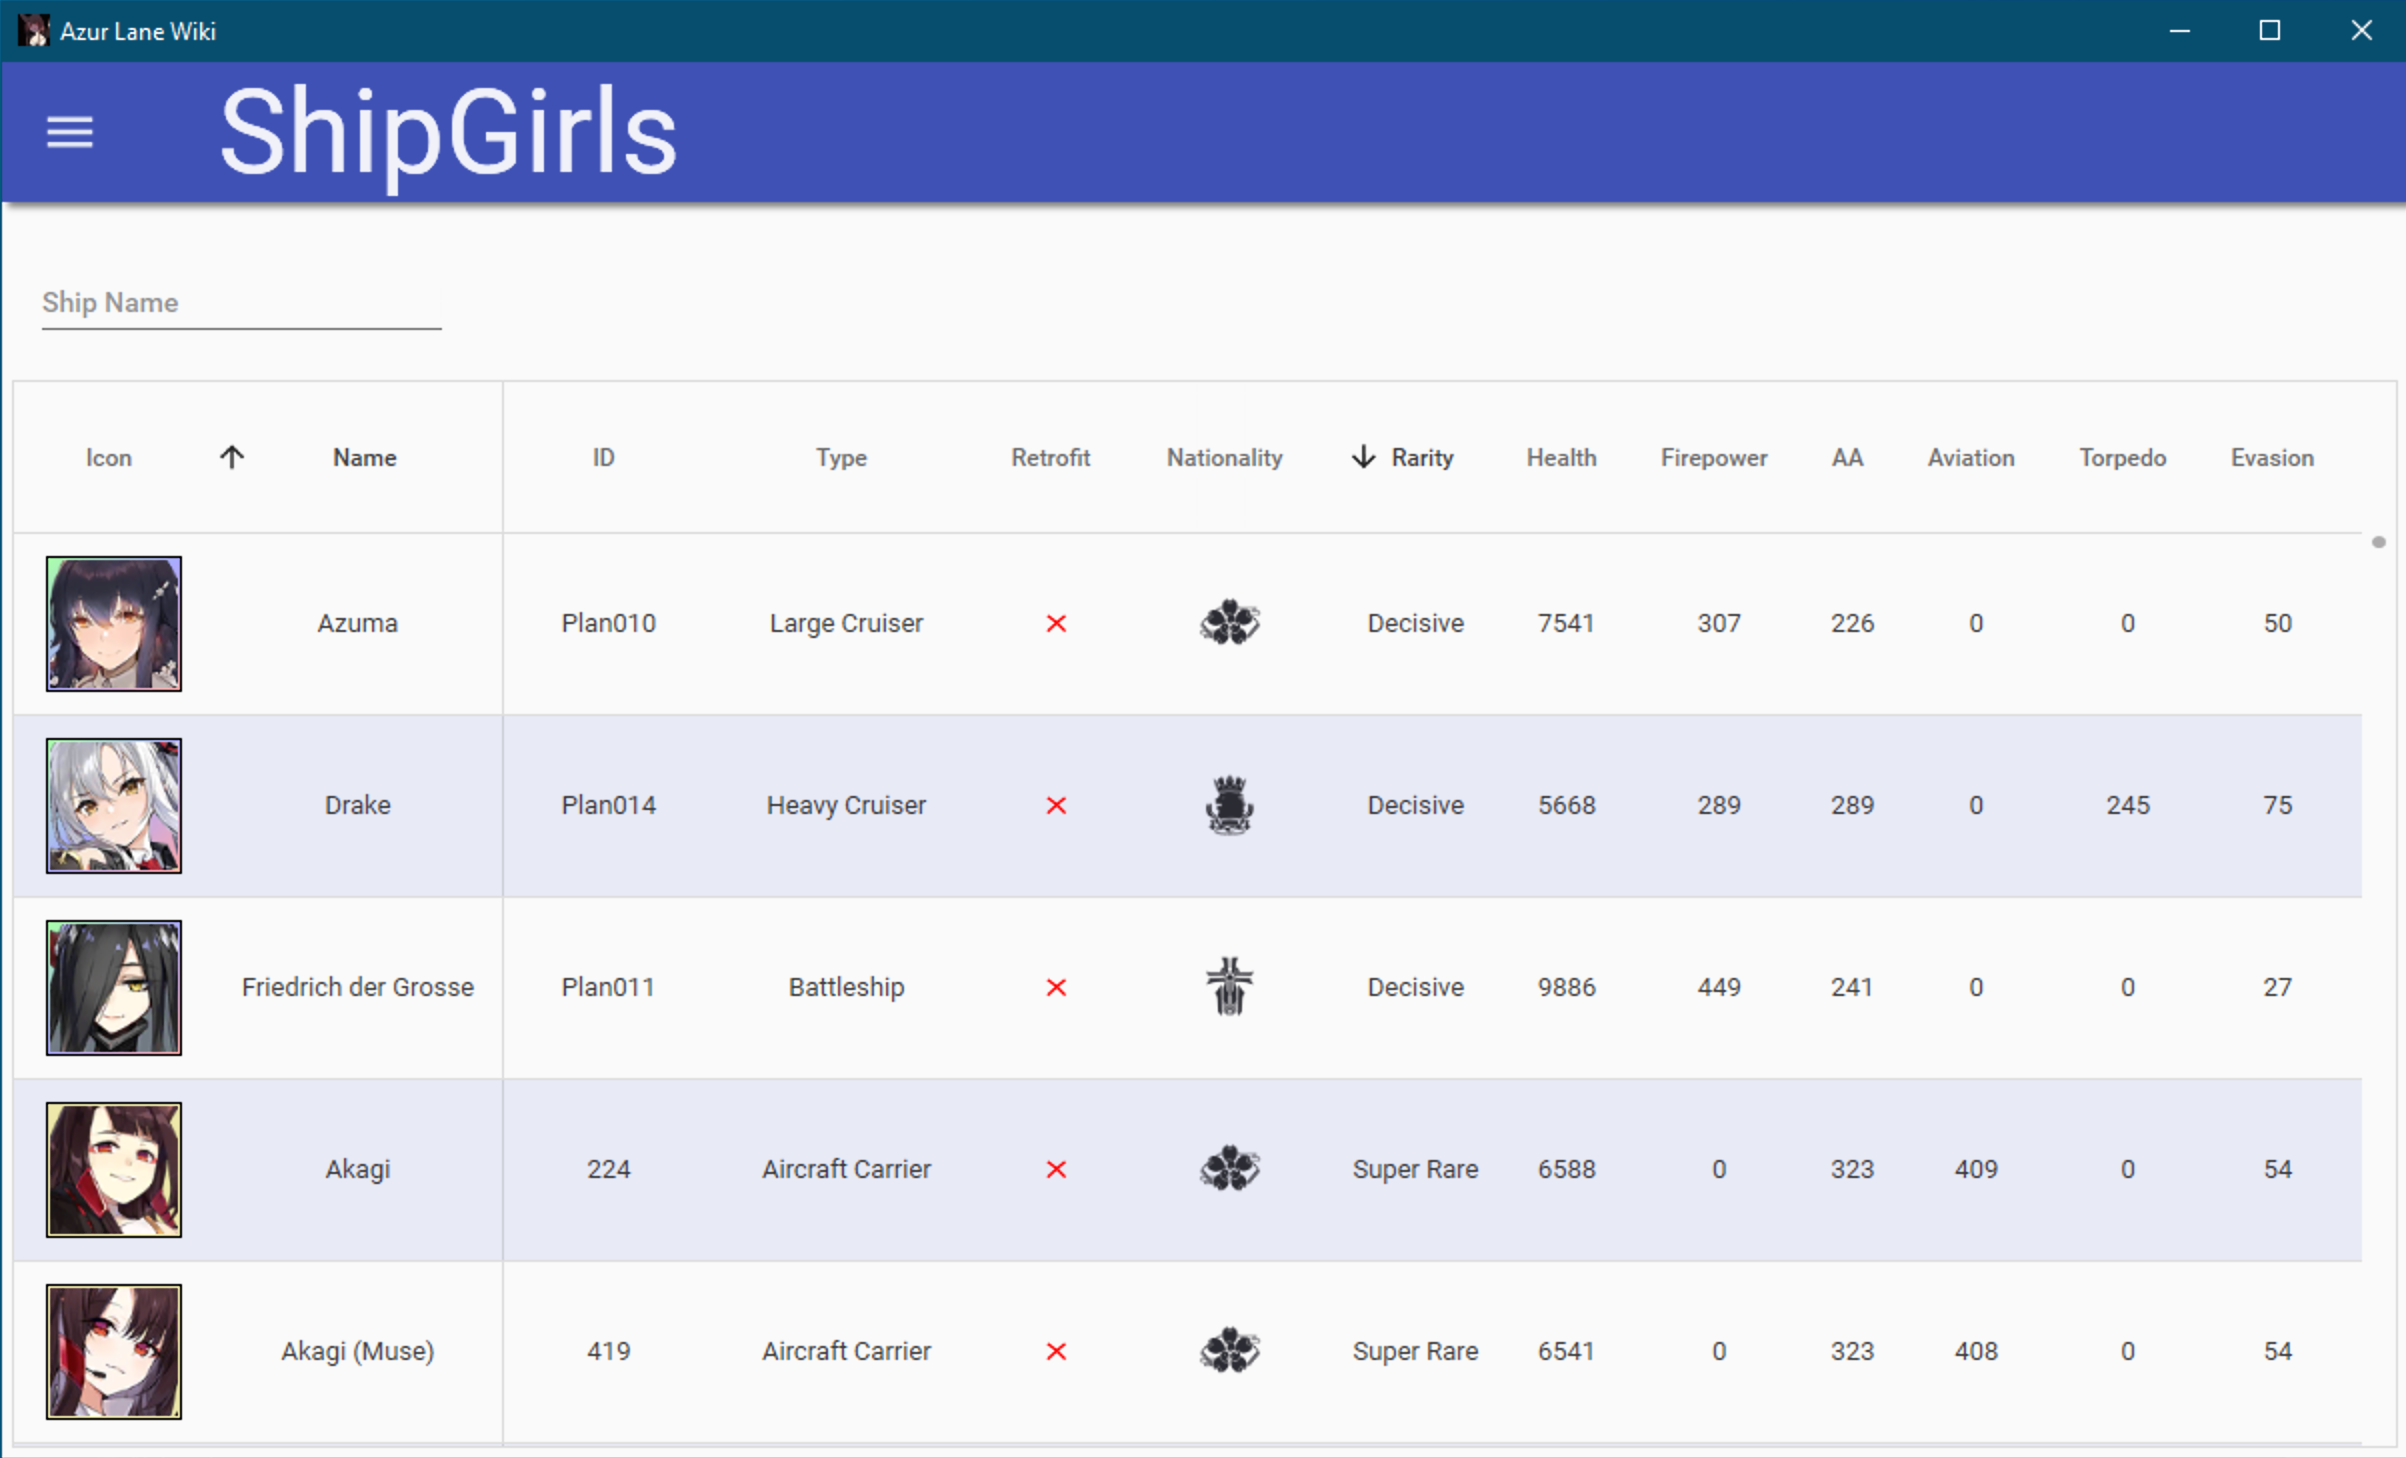 Azur Lane Wiki
ShipGirls
Ship Name
Icon Name ID Type Retrofit Nationality Rarity Health Firepower AA Aviation Torpedo Evasion
Azuma Plan010 Large Cruiser Decisive 7541 307 226 0 0 50
Drake Plan014 Heavy Cruiser Decisive 5668 289 289 0 245 75
Friedrich der Grosse Plan011 Battleship Decisive 9886 449 241 0 0 27
Akagi 224 Aircraft Carrier Super Rare 6588 0 323 409 0 54
Akagi (Muse) 419 Aircraft Carrier Super Rare 6541 0 323 408 0 54